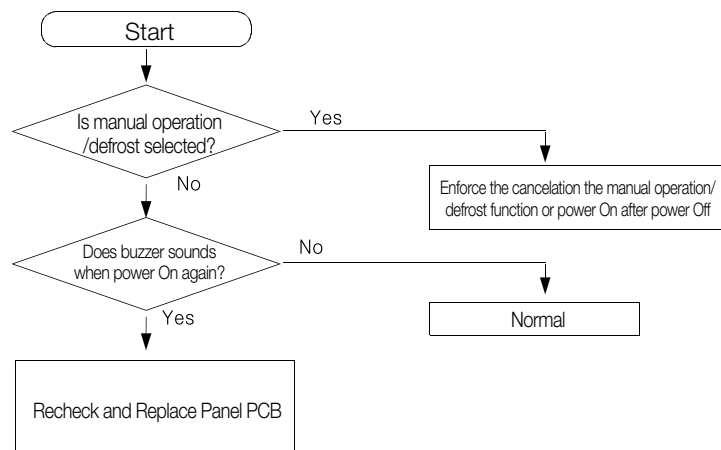 Start
Is manual operation
/defrost selected?
Yes
Enforce the cancelation the manual operation/
defrost function or power On after power Off
No
Does buzzer sounds
when power On again?
No
Normal
Yes
Recheck and Replace Panel PCB